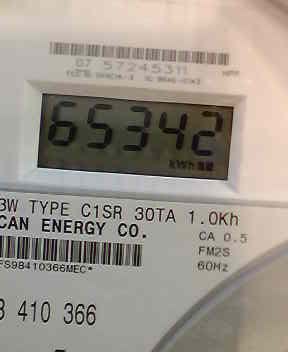 07 57245311
65342
kWh
3W TYPE C1SR 30TA 1.0Kh
CAN ENERGY CO.
CA 0.5
FM2S
FS98410366MEC*
60Hz
8 410 366